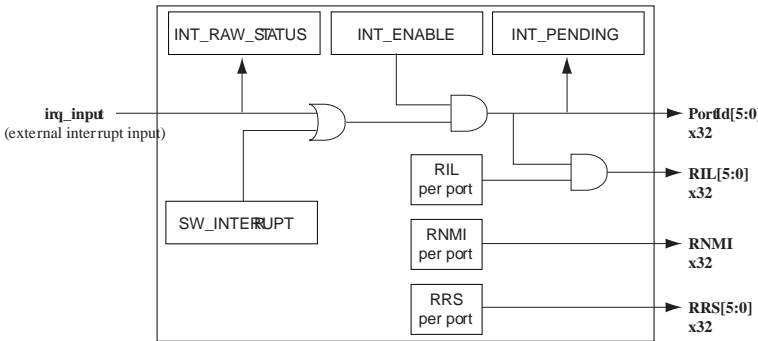 INT_RAW_STATUS
INT_ENABLE
INT_PENDING
irq_input
(external interrupt input)
PortId[5:0]
x32
RIL
per port
RIL[5:0]
x32
SW_INTERRUPT
RNMI
per port
RNMI
x32
RRS
per port
RRS[5:0]
x32